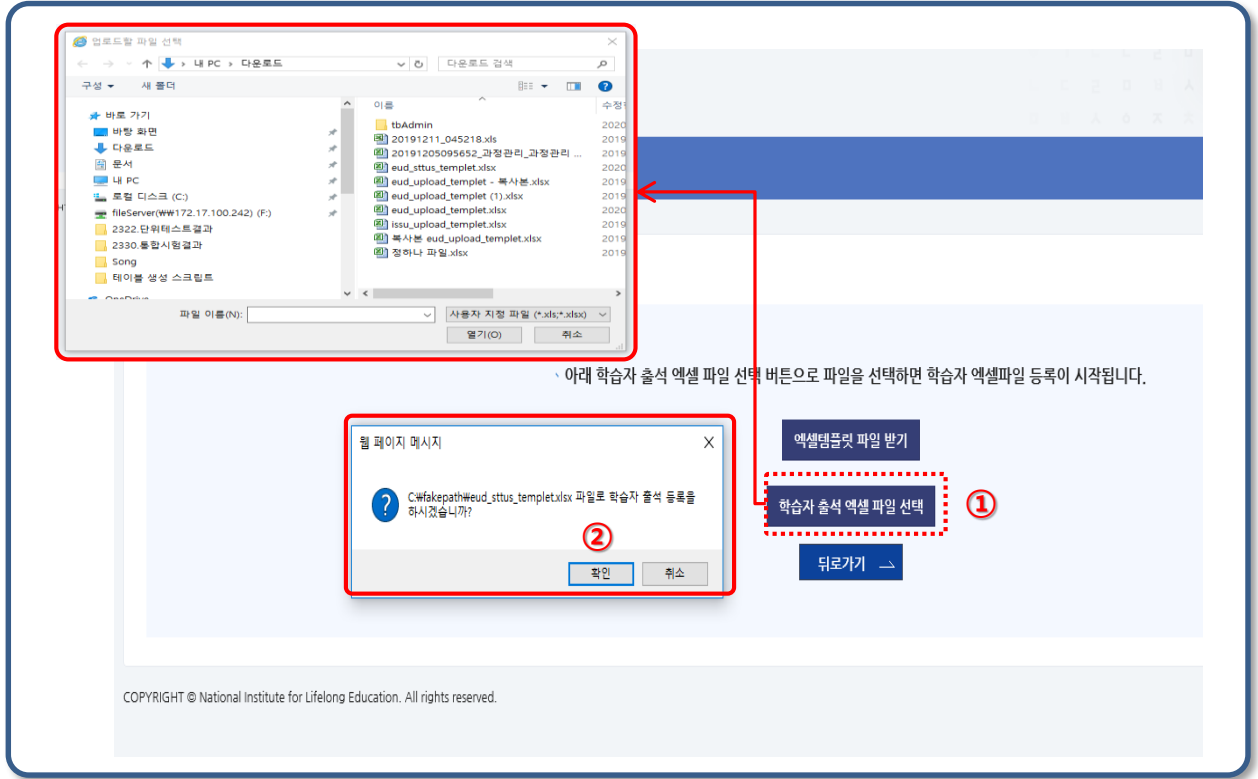 업로드할 파일 선택
내 PC › 다운로드
다운로드 검색
구성
새 폴더
이름
수정
바로 가기
바탕 화면
다운로드
문서
내 PC
로컬 디스크 (C:)
fileServer(₩₩172.17.100.242) (F:)
2322.단위테스트결과
2330.통합시험결과
Song
테이블 생성 스크립트
OneDrive
tbAdmin
2020
20191211_045218.xls
2019
20191205095652_과정관리_과정관리 ...
2019
eud_sttus_templet.xlsx
2020
eud_upload_templet - 복사본.xlsx
2019
eud_upload_templet (1).xlsx
2019
eud_upload_templet.xlsx
2020
issu_upload_templet.xlsx
2019
복사본 eud_upload_templet.xlsx
2019
정하나 파일.xlsx
2019
파일 이름(N):
사용자 지정 파일 (*.xls;*.xlsx)
열기(O)
취소
아래 학습자 출석 엑셀 파일 선택 버튼으로 파일을 선택하면 학습자 엑셀파일 등록이 시작됩니다.
엑셀템플릿 파일 받기
학습자 출석 엑셀 파일 선택
①
뒤로가기
웹 페이지 메시지
X
C:₩fakepath₩eud_sttus_templet.xlsx 파일로 학습자 출석 등록을
하시겠습니까?
②
확인
취소
COPYRIGHT © National Institute for Lifelong Education. All rights reserved.